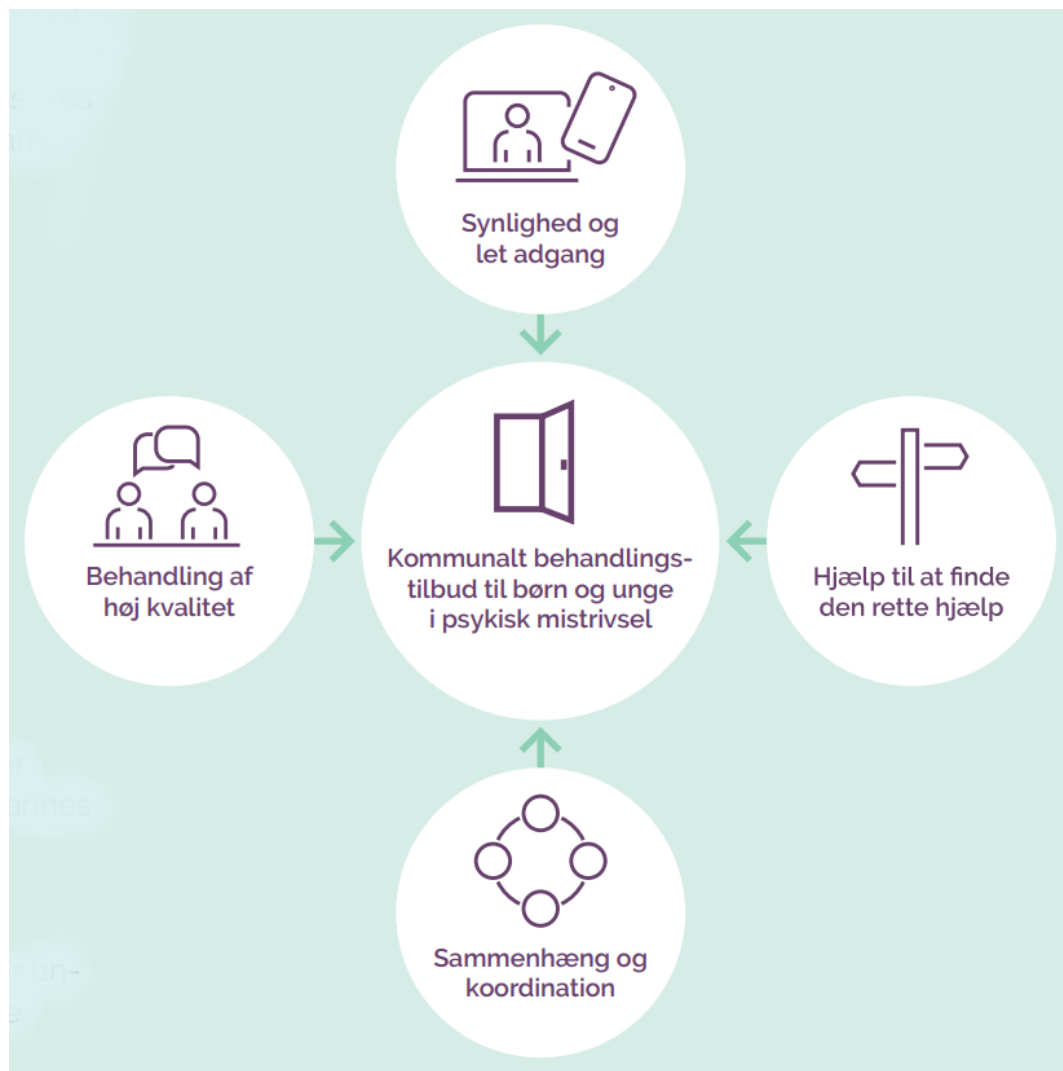 Synlighed og
let adgang
Behandling af
høj kvalitet
Kommunalt behandlings-
tilbud til børn og unge
i psykisk mistrivsel
Hjælp til at finde
den rette hjælp
Sammenhæng og
koordination